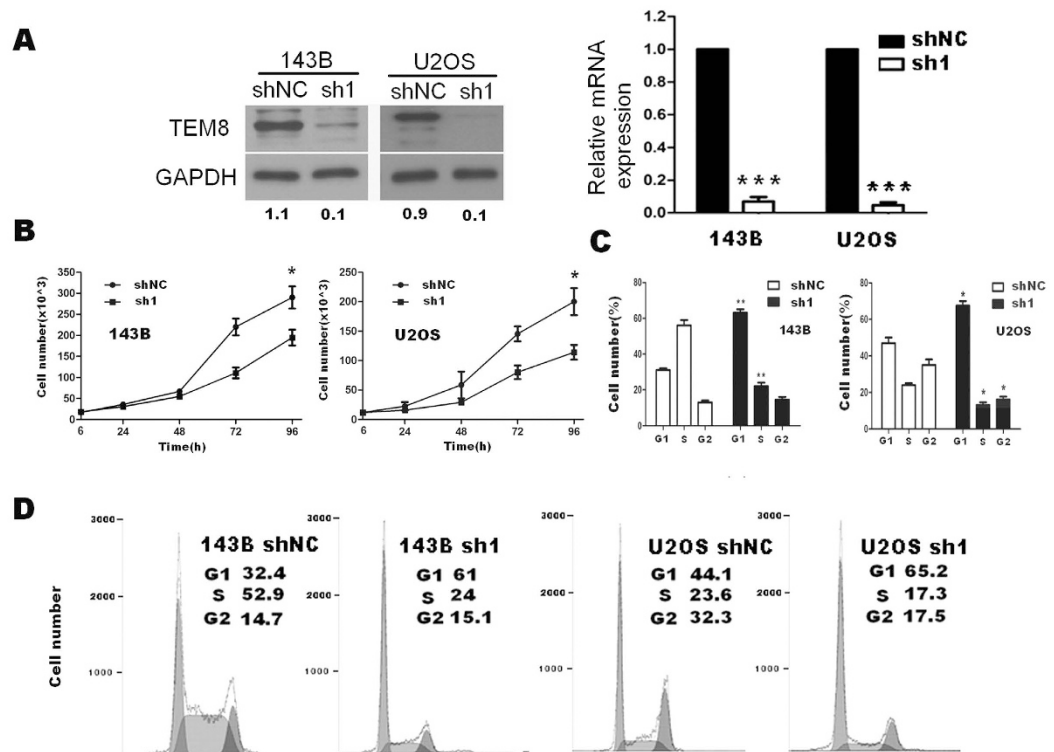 A
143B
U2OS
shNC
sh1
shNC
sh1
TEM8
GAPDH
1.1
0.1
0.9
0.1
Relative mRNA
expression
1.2
1.0
0.8
0.6
0.4
0.2
0.0
***
***
143B
U2OS
shNC
sh1
B
Cell number(x10^3)
350
300
250
200
150
100
50
0
shNC
sh1
*
143B
6
24
48
72
96
Time(h)
Cell number(x10^3)
250
200
150
100
50
0
shNC
sh1
*
U2OS
6
24
48
72
96
Time(h)
C
Cell number(%)
80
60
40
20
0
**
**
shNC
sh1
143B
G1
S
G2
G1
S
G2
Cell number(%)
80
60
40
20
0
*
*
*
shNC
sh1
U2OS
G1
S
G2
G1
S
G2
D
Cell number
3000
2000
1000
143B shNC
G1 32.4
S 52.9
G2 14.7
3000
2000
1000
143B sh1
G1 61
S 24
G2 15.1
3000
2000
1000
U2OS shNC
G1 44.1
S 23.6
G2 32.3
3000
2000
1000
U2OS sh1
G1 65.2
S 17.3
G2 17.5